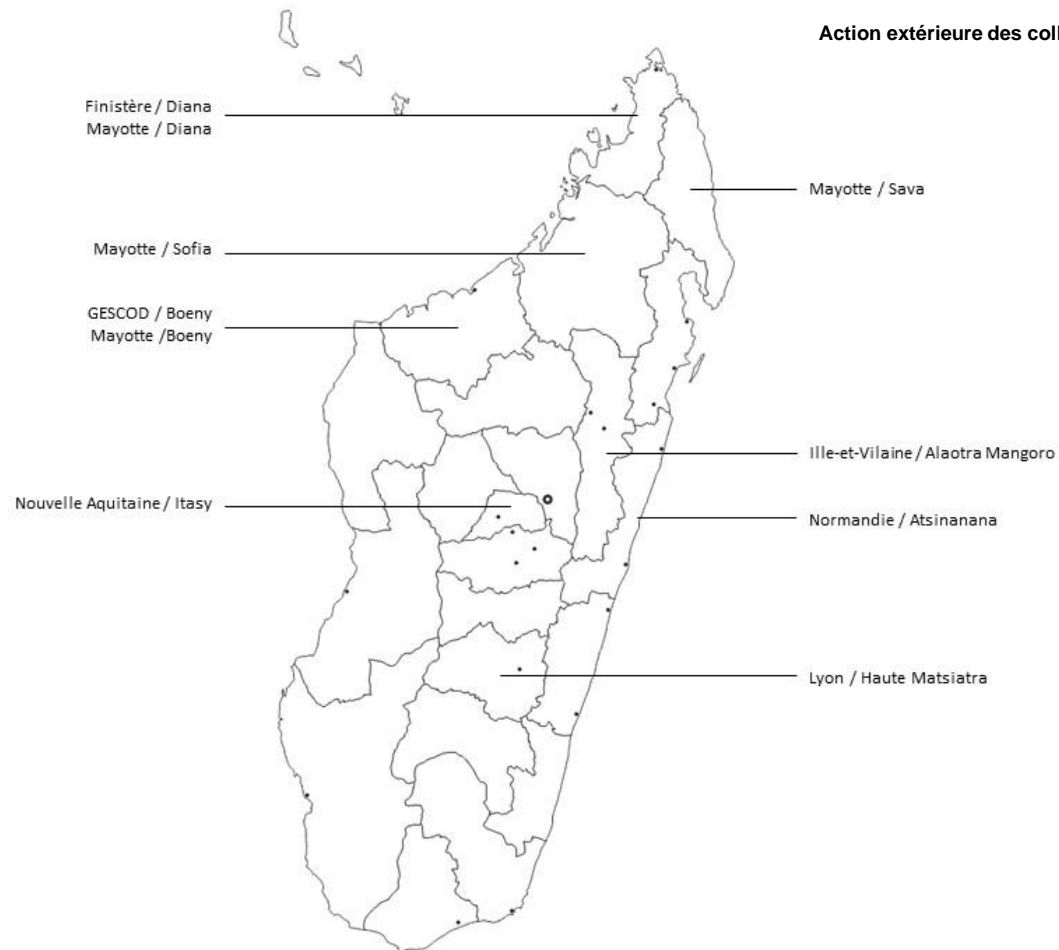 Action extérieure des coll
Finistère / Diana
Mayotte / Diana
Mayotte / Sava
Mayotte / Sofia
GESCOD / Boeny
Mayotte /Boeny
Ille-et-Vilaine / Alaotra Mangoro
Nouvelle Aquitaine / Itasy
Normandie / Atsinanana
Lyon / Haute Matsiatra